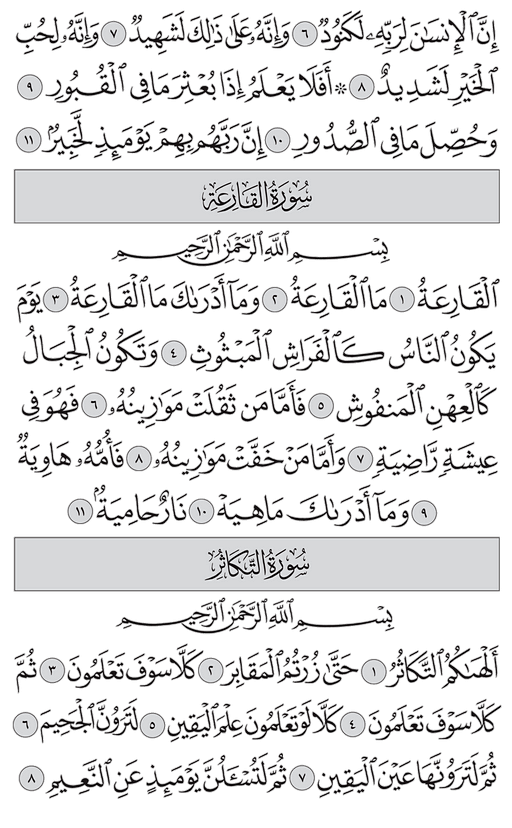 إِنَّ ٱلْإِنسَـٰنَ لِرَبِّهِۦ لَكَنُودٌ ٦ وَإِنَّهُۥ عَلَىٰ ذَٰلِكَ لَشَهِيدٌ ٧ وَإِنَّهُۥ لِحُبِّ
ٱلْخَيْرِ لَشَدِيدٌ ٨ ۞ أَفَلَا يَعْلَمُ إِذَا بُعْثِرَ مَا فِى ٱلْقُبُورِ ٩
وَحُصِّلَ مَا فِى ٱلصُّدُورِ ١٠ إِنَّ رَبَّهُم بِهِمْ يَوْمَئِذٍ لَّخَبِيرٌۢ ١١
سُورَةُ القَارِعَةِ
بِسْمِ ٱللَّهِ ٱلرَّحْمَـٰنِ ٱلرَّحِيمِ
ٱلْقَارِعَةُ ١ مَا ٱلْقَارِعَةُ ٢ وَمَآ أَدْرَىٰكَ مَا ٱلْقَارِعَةُ ٣ يَوْمَ
يَكُونُ ٱلنَّاسُ كَٱلْفَرَاشِ ٱلْمَبْثُوثِ ٤ وَتَكُونُ ٱلْجِبَالُ
كَٱلْعِهْنِ ٱلْمَنفُوشِ ٥ فَأَمَّا مَن ثَقُلَتْ مَوَٰزِينُهُۥ ٦ فَهُوَ فِى
عِيشَةٍ رَّاضِيَةٍ ٧ وَأَمَّا مَنْ خَفَّتْ مَوَٰزِينُهُۥ ٨ فَأُمُّهُۥ هَاوِيَةٌ
٩ وَمَآ أَدْرَىٰكَ مَا هِيَهْ ١٠ نَارٌ حَامِيَةٌۢ ١١
سُورَةُ التَّكَاثُرِ
بِسْمِ ٱللَّهِ ٱلرَّحْمَـٰنِ ٱلرَّحِيمِ
أَلْهَىٰكُمُ ٱلتَّكَاثُرُ ١ حَتَّىٰ زُرْتُمُ ٱلْمَقَابِرَ ٢ كَلَّا سَوْفَ تَعْلَمُونَ ٣ ثُمَّ
كَلَّا سَوْفَ تَعْلَمُونَ ٤ كَلَّا لَوْ تَعْلَمُونَ عِلْمَ ٱلْيَقِينِ ٥ لَتَرَوُنَّ ٱلْجَحِيمَ ٦
ثُمَّ لَتَرَوُنَّهَا عَيْنَ ٱلْيَقِينِ ٧ ثُمَّ لَتُسْـَٔلُنَّ يَوْمَئِذٍ عَنِ ٱلنَّعِيمِ ٨